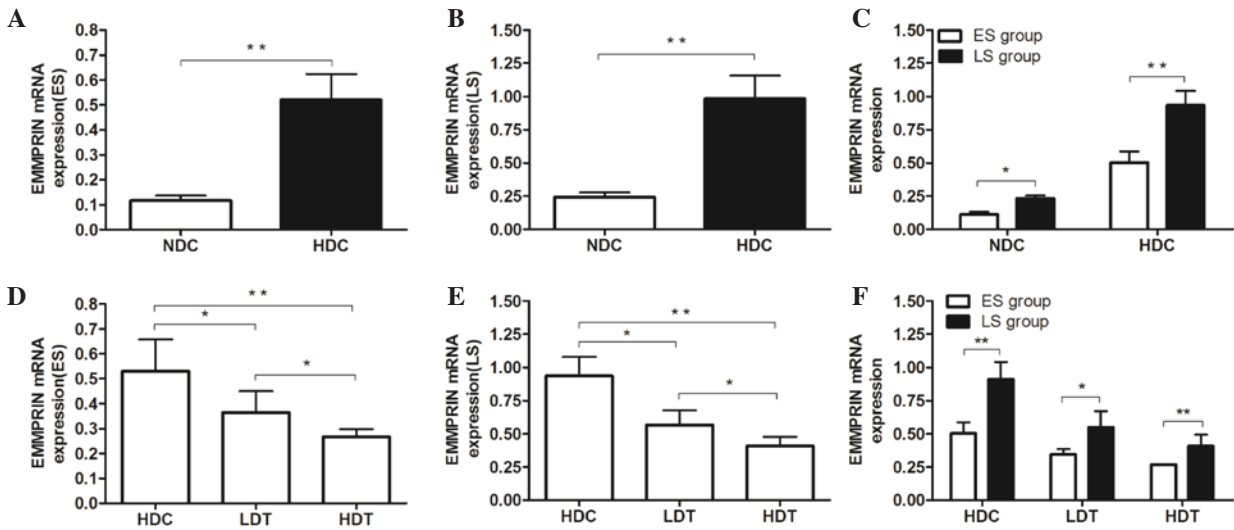 A
EMMPRIN mRNA
expression(ES)
0.8
0.7
0.6
0.5
0.4
0.3
0.2
0.1
0.0
* *
NDC HDC
B
EMMPRIN mRNA
expression(LS)
1.50
1.25
1.00
0.75
0.50
0.25
0.00
* *
NDC HDC
C
EMMPRIN mRNA
expression
1.50
1.25
1.00
0.75
0.50
0.25
0.00
ES group
LS group
* *
*
NDC HDC
D
EMMPRIN mRNA
expression(ES)
0.8
0.7
0.6
0.5
0.4
0.3
0.2
0.1
0.0
* *
*
*
HDC LDT HDT
E
EMMPRIN mRNA
expression(LS)
1.50
1.25
1.00
0.75
0.50
0.25
0.00
* *
*
*
HDC LDT HDT
F
EMMPRIN mRNA
expression
1.50
1.25
1.00
0.75
0.50
0.25
0.00
ES group
LS group
**
*
**
HDC LDT HDT